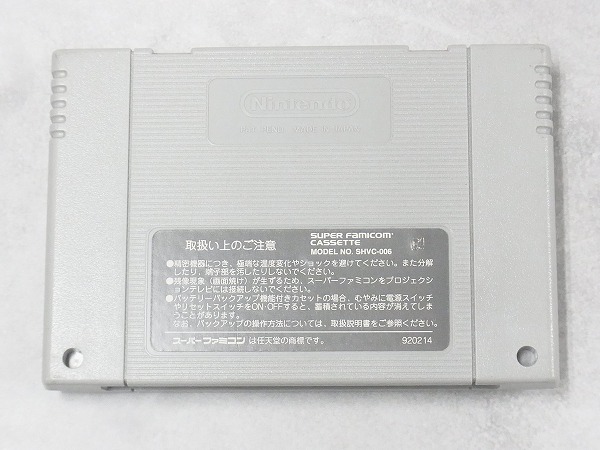 Nintendo
MADE IN JAPAN
取扱い上のご注意
SUPER FAMICOM
CASSETTE
MODEL NO. SHVC-006
●精密機器につき、極端な温度変化やショックを避けてください。また分解
したり、端子部を汚したりしないでください。
●残像現象（画面焼け）が生ずるため、スーパーファミコンをプロジェクシ
ョンテレビには接続しないでください。
●バッテリーバックアップ機能付きカセットの場合、むやみに電源スイッチ
やリセットスイッチをON・OFFすると、蓄積されている内容が消えてしま
うことがあります。
なお、バックアップの操作方法については、取扱説明書をご参照ください。
スーパーファミコン は任天堂の商標です。
920214